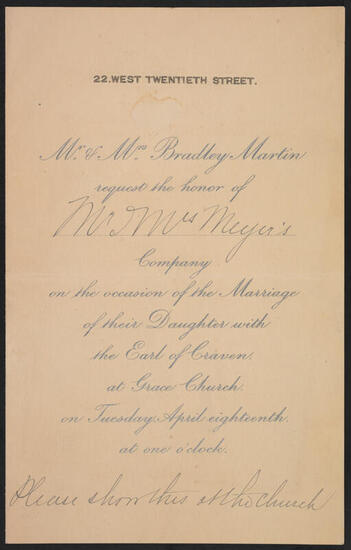 22.WEST TWENTIETH STREET.
Mr. & Mrs. Bradley Martin
request the honor of
Mr & Mrs Meyer's
Company
on the occasion of the Marriage
of their Daughter with
the Earl of Craven.
at Grace Church.
on Tuesday, April eighteenth.
at one o'clock.
Please show this at the Church